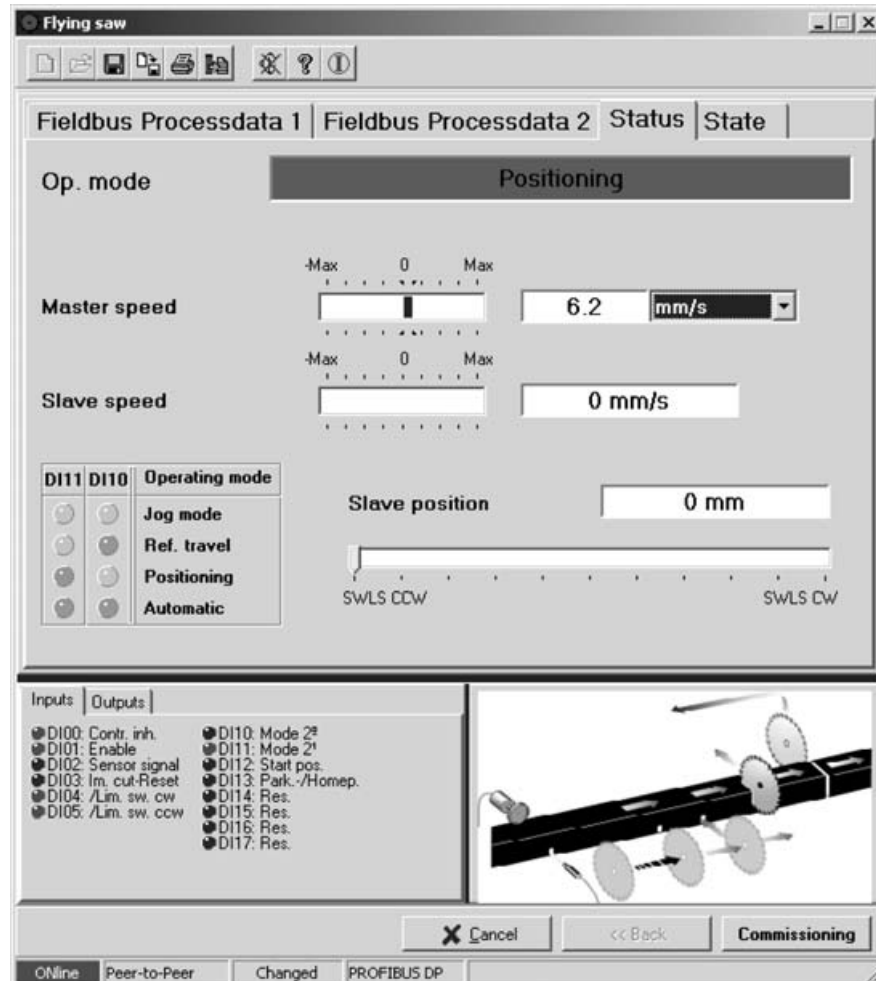 Flying saw
Fieldbus Processdata 1 Fieldbus Processdata 2 Status State
Op. mode Positioning
-Max 0 Max
Master speed 6.2 mm/s
-Max 0 Max
Slave speed 0 mm/s
DI11 DI10 Operating mode
Jog mode
Ref. travel
Positioning
Automatic
Slave position 0 mm
SWLS CCW SWLS CW
Inputs Outputs
DI00: Contr. inh.
DI01: Enable
DI02: Sensor signal
DI03: Im. cut-Reset
DI04: /Lim. sw. cw
DI05: /Lim. sw. ccw
DI10: Mode 2º
DI11: Mode 2¹
DI12: Start pos.
DI13: Park.-/Homep.
DI14: Res.
DI15: Res.
DI16: Res.
DI17: Res.
Cancel << Back Commissioning
ONline Peer-to-Peer Changed PROFIBUS DP